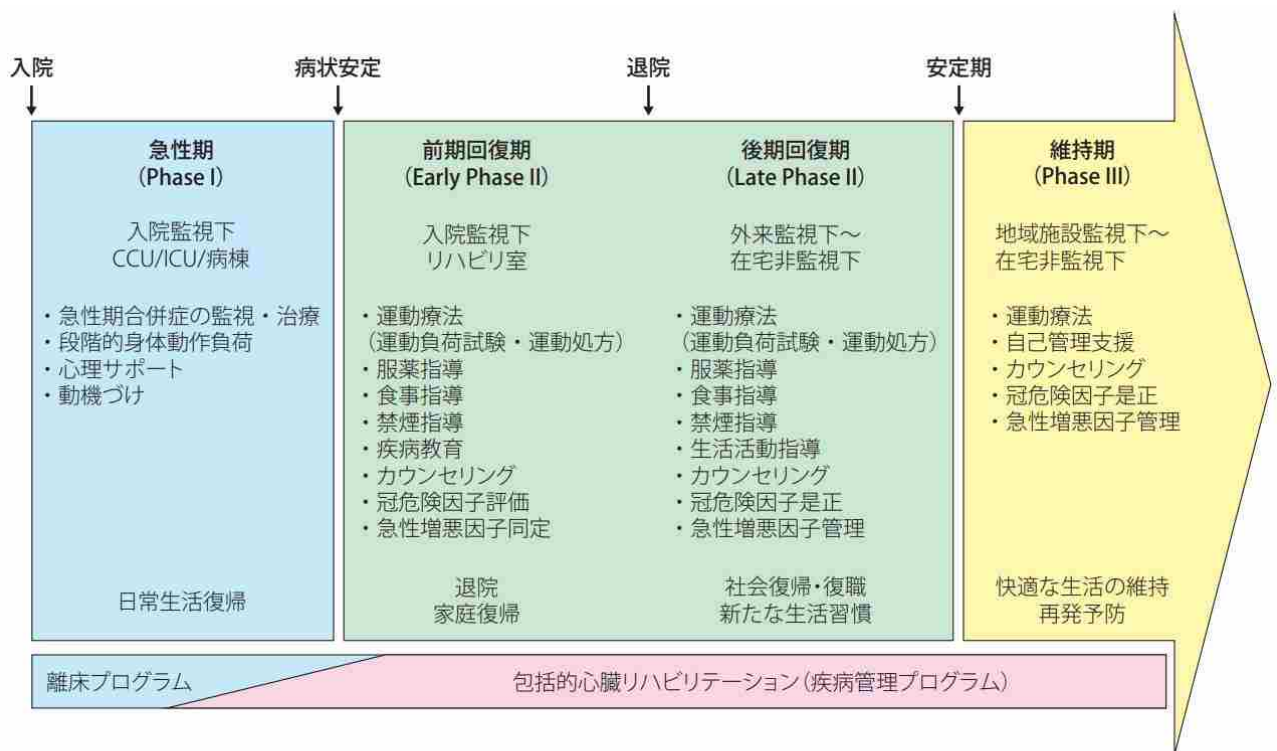 入院
病状安定
退院
安定期
急性期
(Phase I)
入院監視下
CCU/ICU/病棟
・急性期合併症の監視・治療
・段階的身体動作負荷
・心理サポート
・動機づけ
日常生活復帰
前期回復期
(Early Phase II)
入院監視下
リハビリ室
・運動療法
(運動負荷試験・運動処方)
・服薬指導
・食事指導
・禁煙指導
・疾病教育
・カウンセリング
・冠危険因子評価
・急性増悪因子同定
退院
家庭復帰
後期回復期
(Late Phase II)
外来監視下～
在宅非監視下
・運動療法
(運動負荷試験・運動処方)
・服薬指導
・食事指導
・禁煙指導
・生活活動指導
・カウンセリング
・冠危険因子是正
・急性増悪因子管理
社会復帰・復職
新たな生活習慣
維持期
(Phase III)
地域施設監視下～
在宅非監視下
・運動療法
・自己管理支援
・カウンセリング
・冠危険因子是正
・急性増悪因子管理
快適な生活の維持
再発予防
離床プログラム
包括的心臓リハビリテーション(疾病管理プログラム)